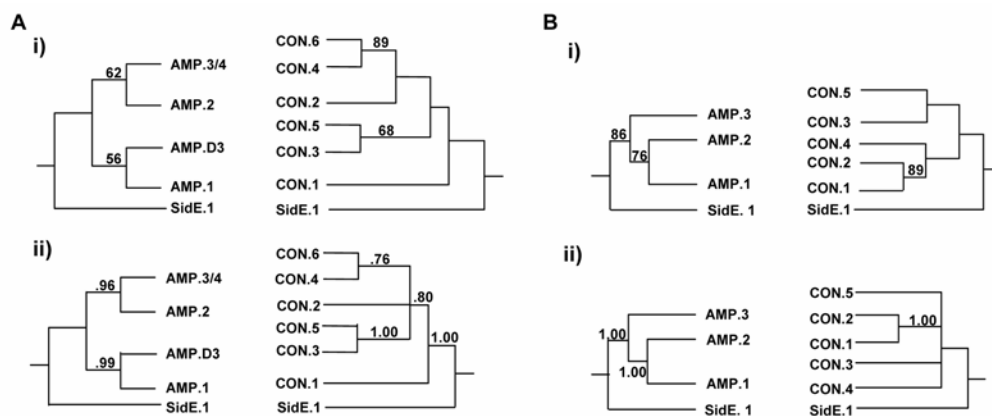 A
i)
62
AMP.3/4
AMP.2
56
AMP.D3
AMP.1
SidE.1
CON.6
89
CON.4
CON.2
CON.5
68
CON.3
CON.1
SidE.1
ii)
.96
AMP.3/4
AMP.2
.99
AMP.D3
AMP.1
SidE.1
CON.6
.76
CON.4
CON.2
.80
CON.5
1.00
1.00
CON.3
CON.1
SidE.1
B
i)
AMP.3
86
AMP.2
76
AMP.1
SidE. 1
CON.5
CON.3
CON.4
CON.2
89
CON.1
SidE.1
ii)
AMP.3
1.00
AMP.2
1.00
AMP.1
SidE. 1
CON.5
CON.2
1.00
CON.1
CON.3
CON.4
SidE.1